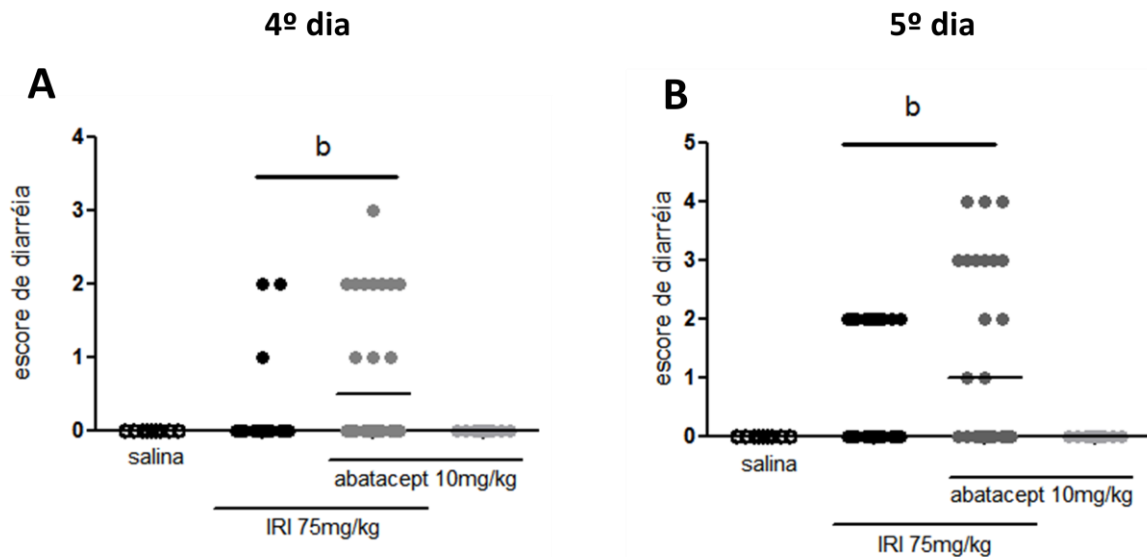 4º dia
5º dia
A
b
escore de diarréia
4
3
2
1
0
salina
abatacept 10mg/kg
IRI 75mg/kg
B
b
escore de diarréia
5
4
3
2
1
0
salina
abatacept 10mg/kg
IRI 75mg/kg